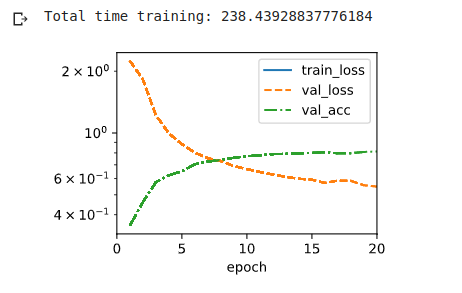 Total time training: 238.43928837776184
train_loss
val_loss
val_acc
2 × 10⁰
10⁰
6 × 10⁻¹
4 × 10⁻¹
0 5 10 15 20
epoch